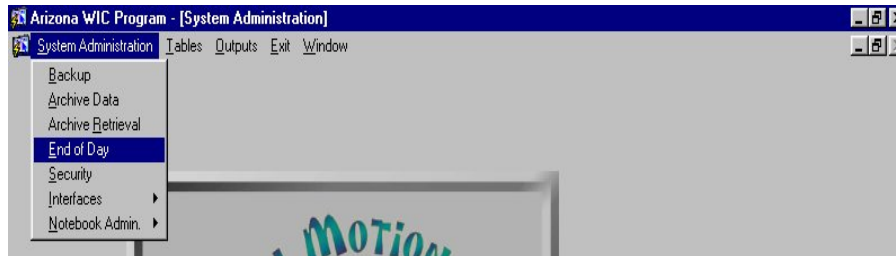 Arizona WIC Program - [System Administration]
System Administration Tables Outputs Exit Window
Backup
Archive Data
Archive Retrieval
End of Day
Security
Interfaces
Notebook Admin.
MOTION